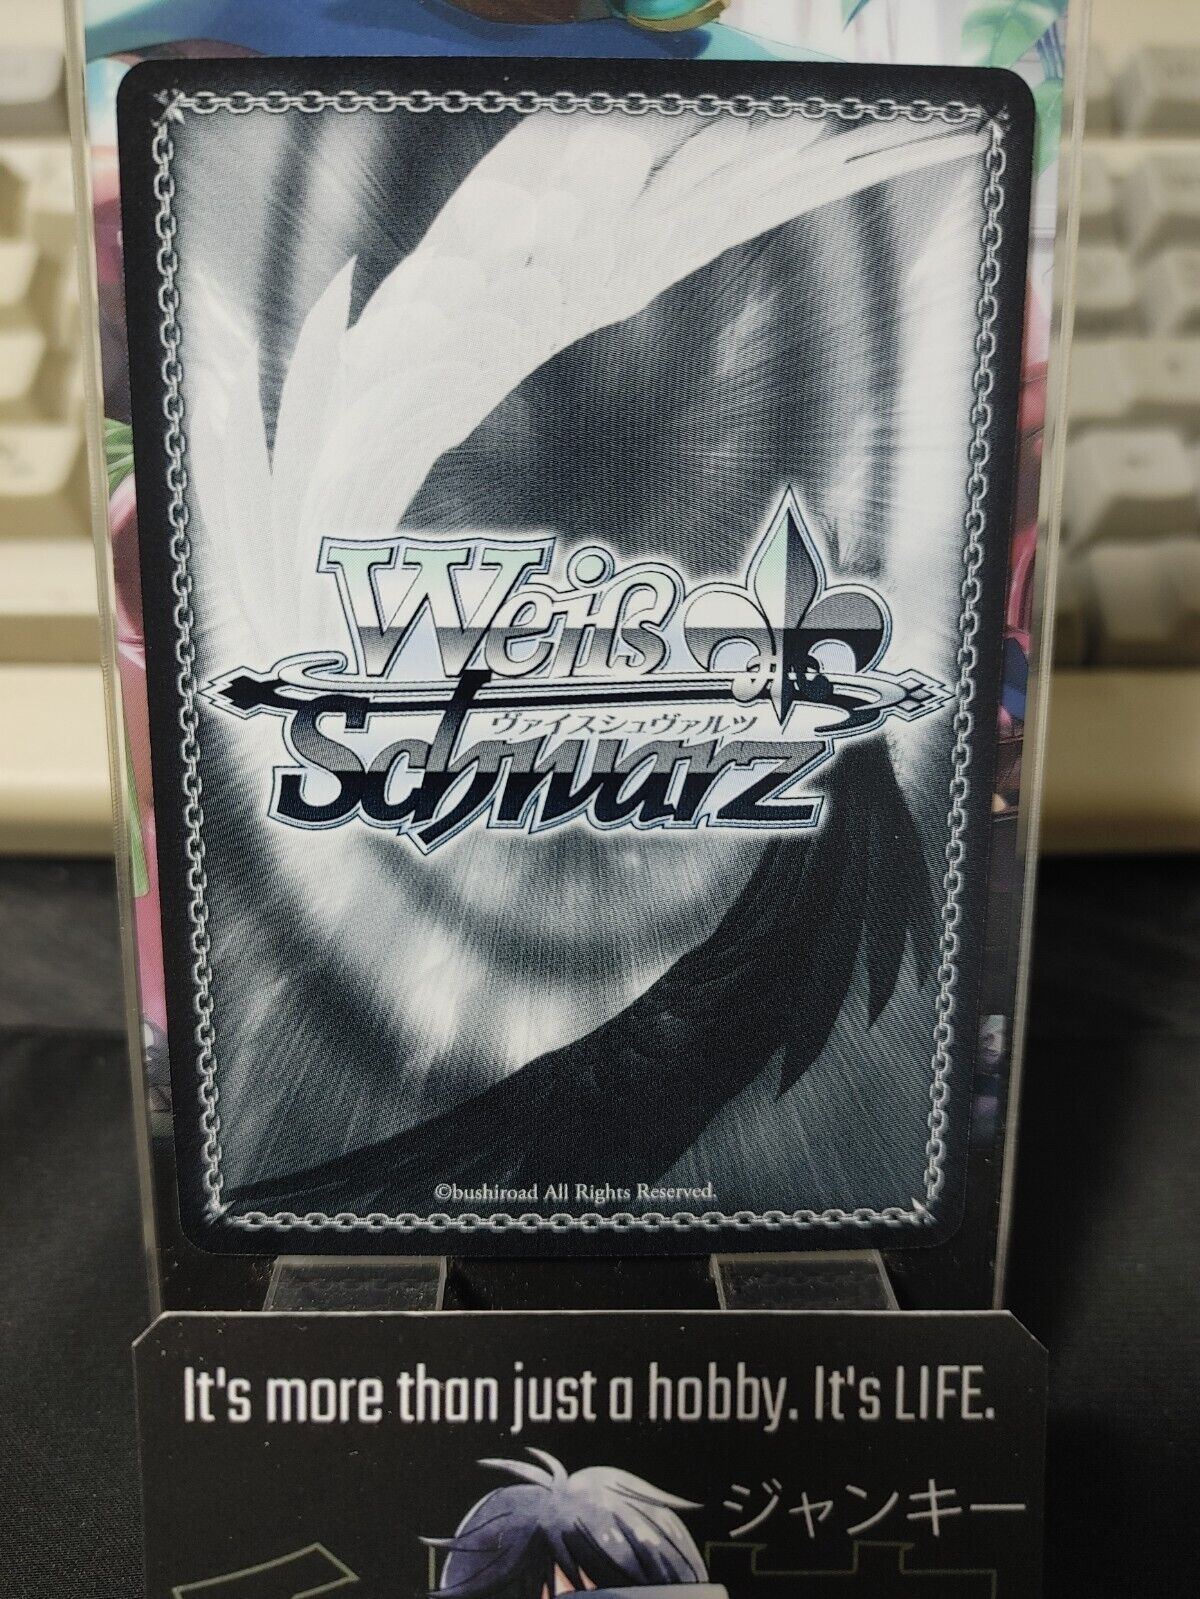 Weiß
Schwarz
ヴァイスシュヴァルツ
©bushiroad All Rights Reserved.
It's more than just a hobby. It's LIFE.
ジャンキー